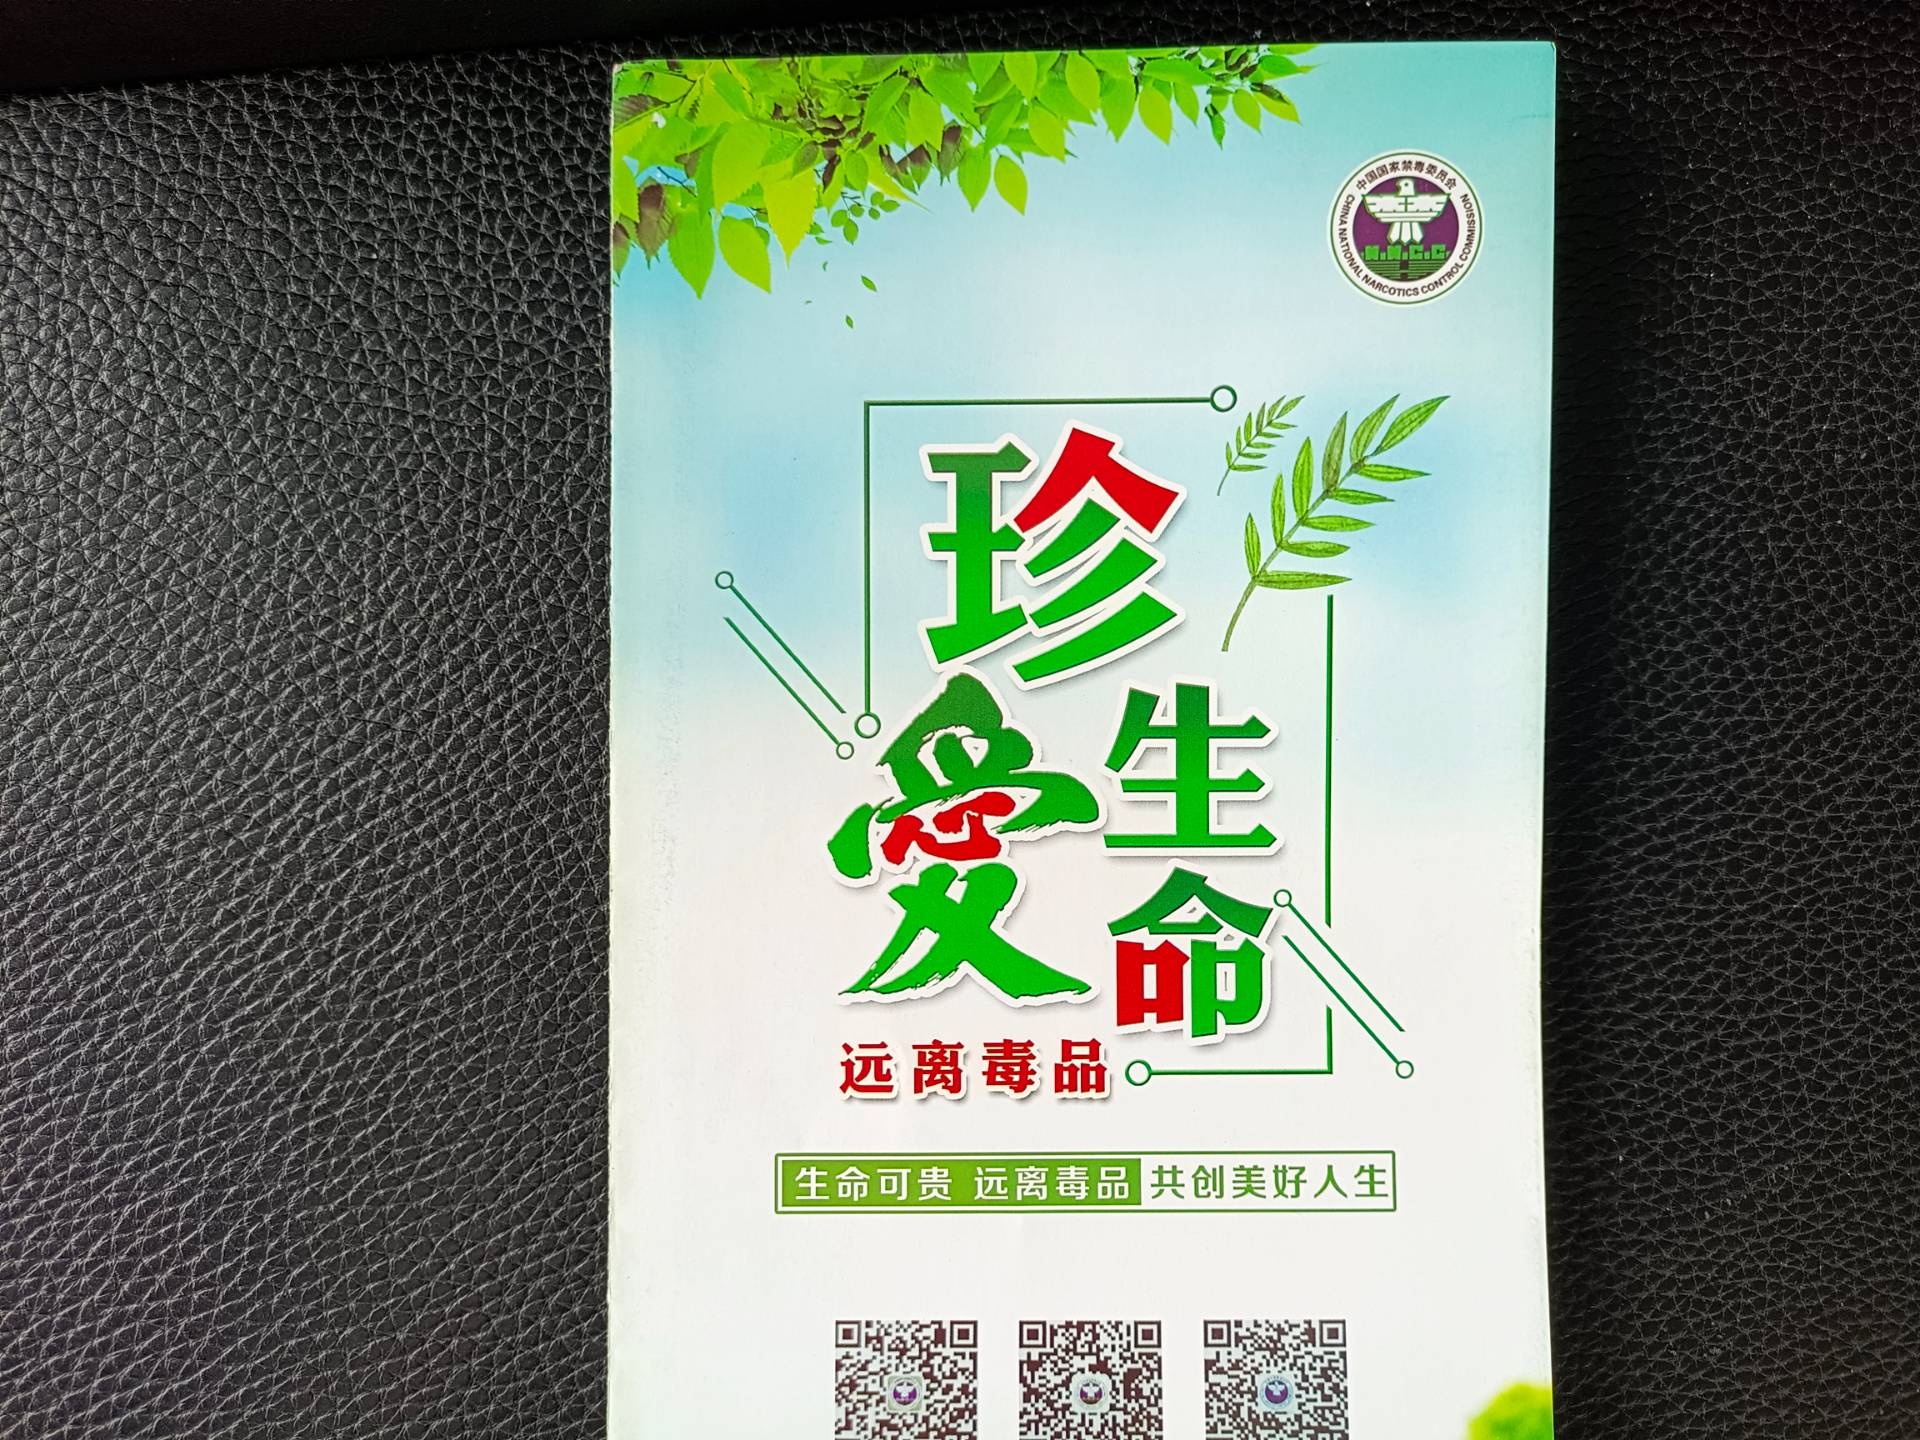 中国国家禁毒委员会
N.N.C.C
CHINA NATIONAL NARCOTICS CONTROL COMMISSION
珍爱
生命
远离毒品
生命可贵 远离毒品 共创美好人生